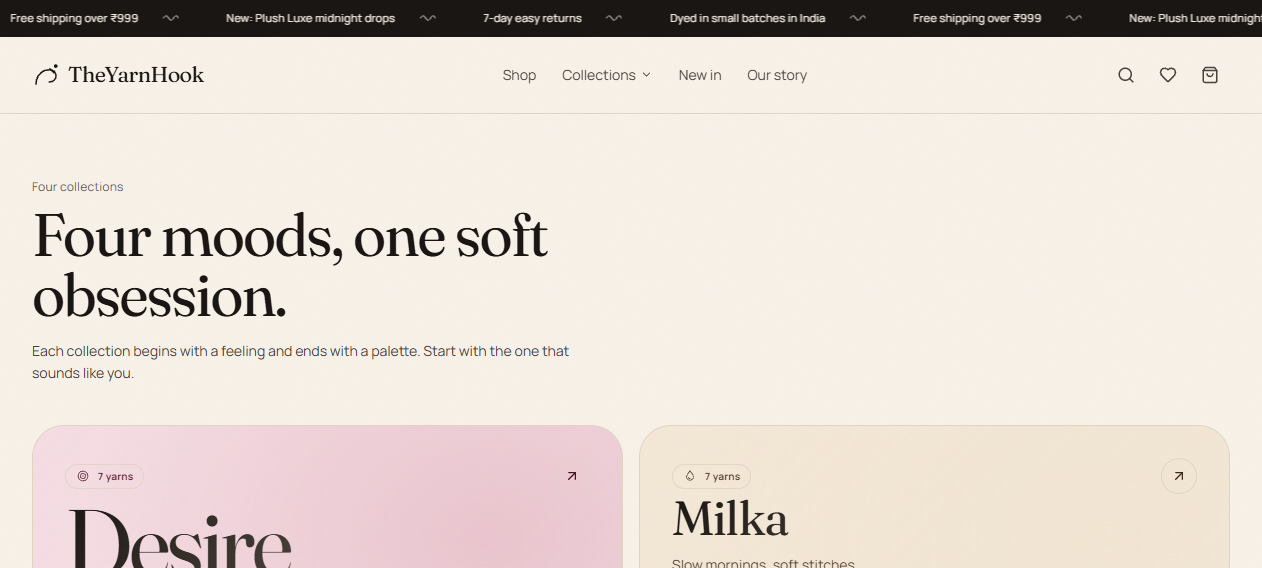 Free shipping over ₹999 New: Plush Luxe midnight drops 7-day easy returns Dyed in small batches in India Free shipping over ₹999 New: Plush Luxe midnight
TheYarnHook Shop Collections New in Our story
Four collections
Four moods, one soft
obsession.
Each collection begins with a feeling and ends with a palette. Start with the one that
sounds like you.
7 yarns
Desire
7 yarns
Milka
Slow mornings, soft stitches.